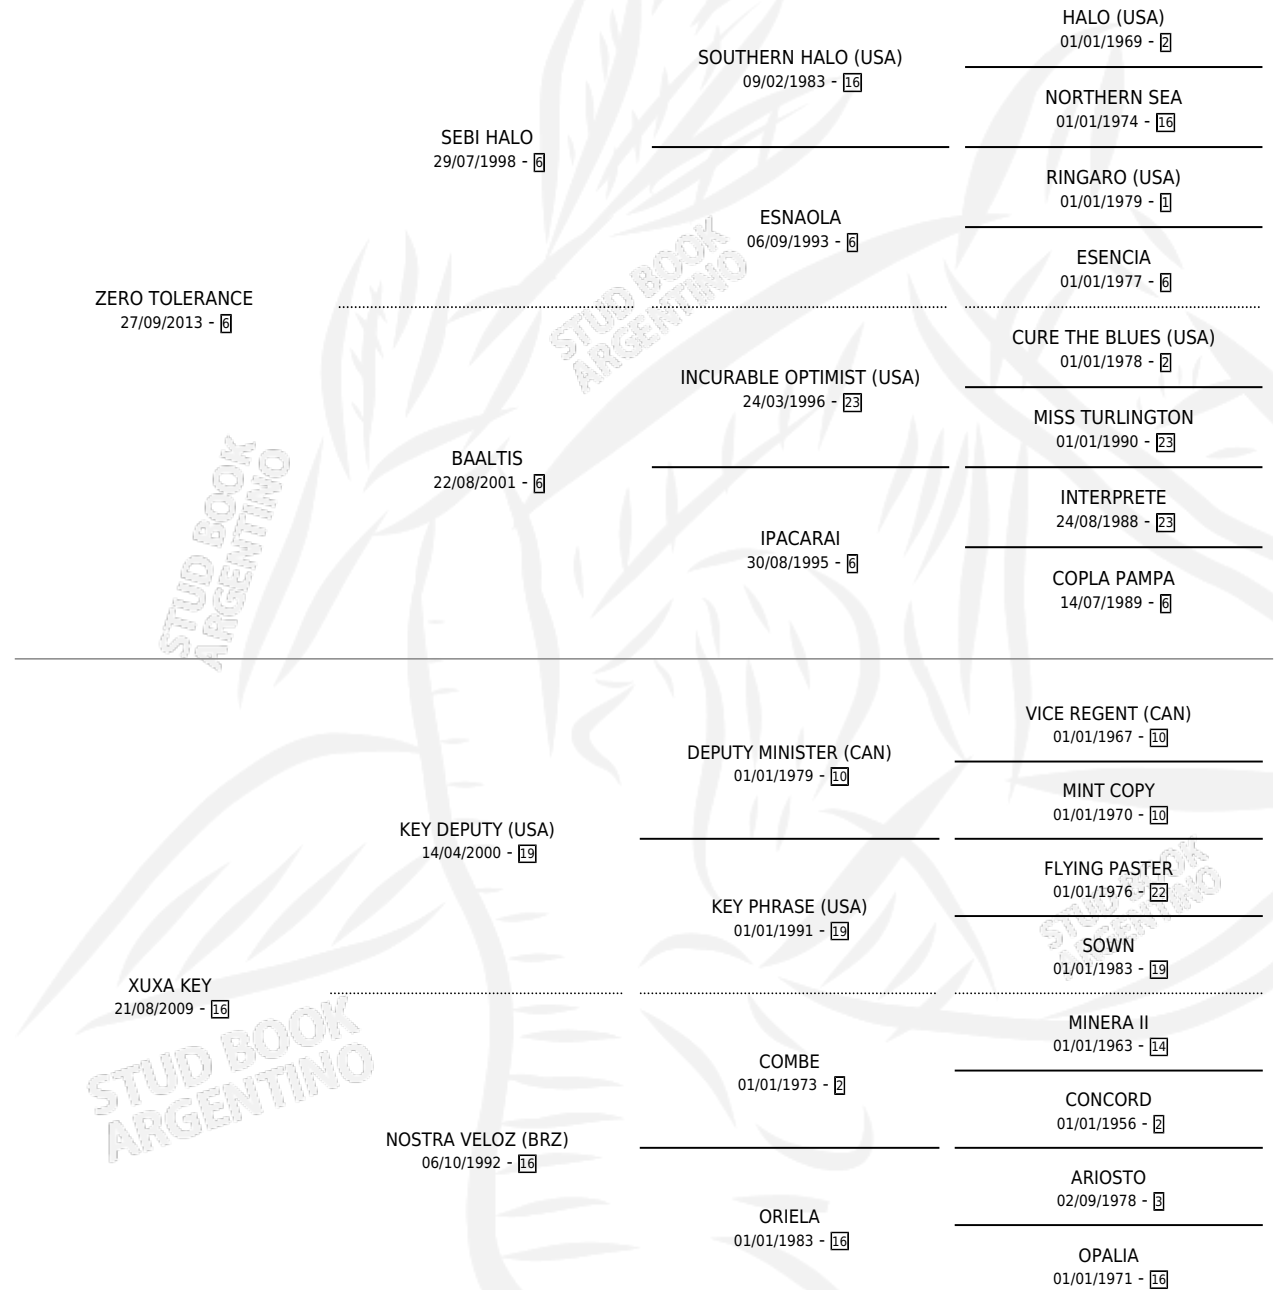 HALO (USA)
01/01/1969 - 2
SOUTHERN HALO (USA)
09/02/1983 - 16
NORTHERN SEA
01/01/1974 - 16
SEBI HALO
29/07/1998 - 6
RINGARO (USA)
01/01/1979 - 1
ESNAOLA
06/09/1993 - 6
ESENCIA
01/01/1977 - 6
ZERO TOLERANCE
27/09/2013 - 6
CURE THE BLUES (USA)
01/01/1978 - 2
INCURABLE OPTIMIST (USA)
24/03/1996 - 23
MISS TURLINGTON
01/01/1990 - 23
BAALTIS
22/08/2001 - 6
INTERPRETE
24/08/1988 - 23
IPACARAI
30/08/1995 - 6
COPLA PAMPA
14/07/1989 - 6
STUD BOOK
ARGENTINO
STUD BOOK
ARGENTINO
VICE REGENT (CAN)
01/01/1967 - 10
DEPUTY MINISTER (CAN)
01/01/1979 - 10
MINT COPY
01/01/1970 - 10
KEY DEPUTY (USA)
14/04/2000 - 19
FLYING PASTER
01/01/1976 - 22
KEY PHRASE (USA)
01/01/1991 - 19
SOWN
01/01/1983 - 19
XUXA KEY
21/08/2009 - 16
MINERA II
01/01/1963 - 14
COMBE
01/01/1973 - 2
CONCORD
01/01/1956 - 2
NOSTRA VELOZ (BRZ)
06/10/1992 - 16
ARIOSTO
02/09/1978 - 3
ORIELA
01/01/1983 - 16
OPALIA
01/01/1971 - 16
STUD BOOK
ARGENTINO
STUD BOOK
ARGENTINO